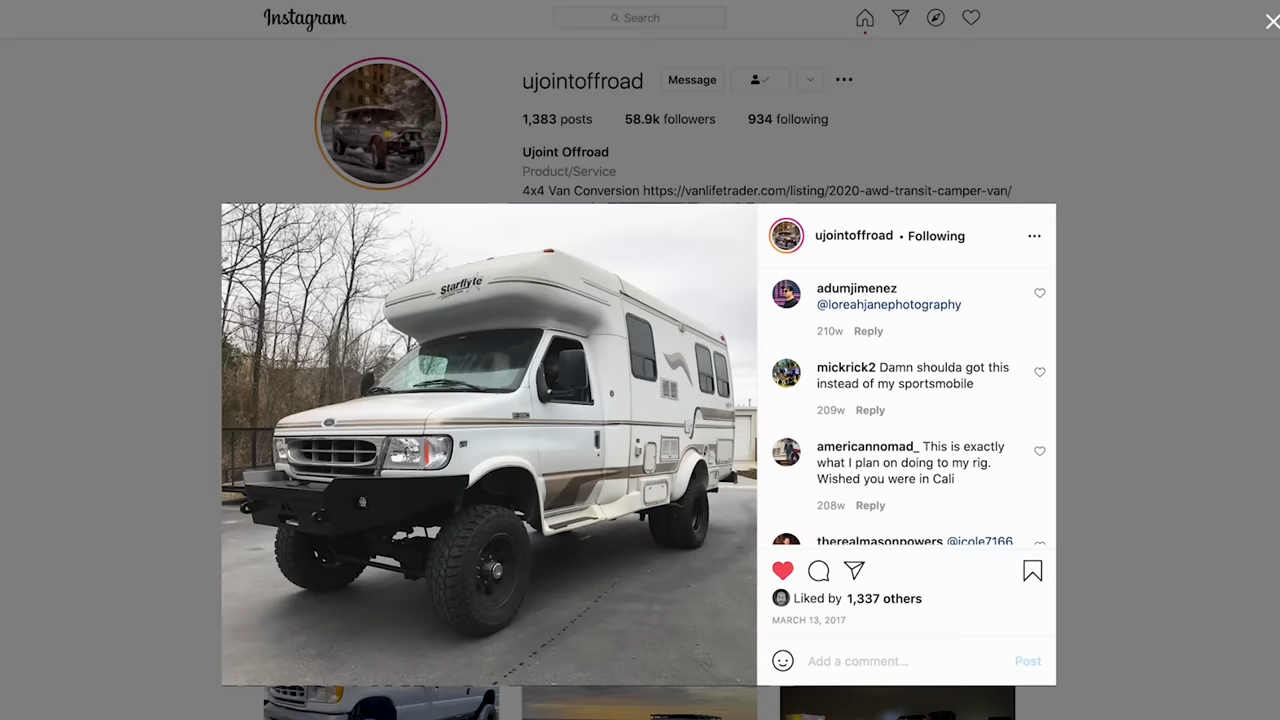 Instagram
Search
ujointoffroad
Message
1,383 posts
58.9k followers
934 following
Ujoint Offroad
Product/Service
4x4 Van Conversion https://vanlifetrader.com/listing/2020-awd-transit-camper-van/
Starflyte
ujointoffroad • Following
adumjimenez
@loreahjanephotography
210w Reply
mickrick2 Damn shoulda got this
instead of my sportsmobile
209w Reply
americannomad_ This is exactly
what I plan on doing to my rig.
Wished you were in Cali
208w Reply
therealmasonpowers @jcole7166
Liked by 1,337 others
MARCH 13, 2017
Add a comment...
Post